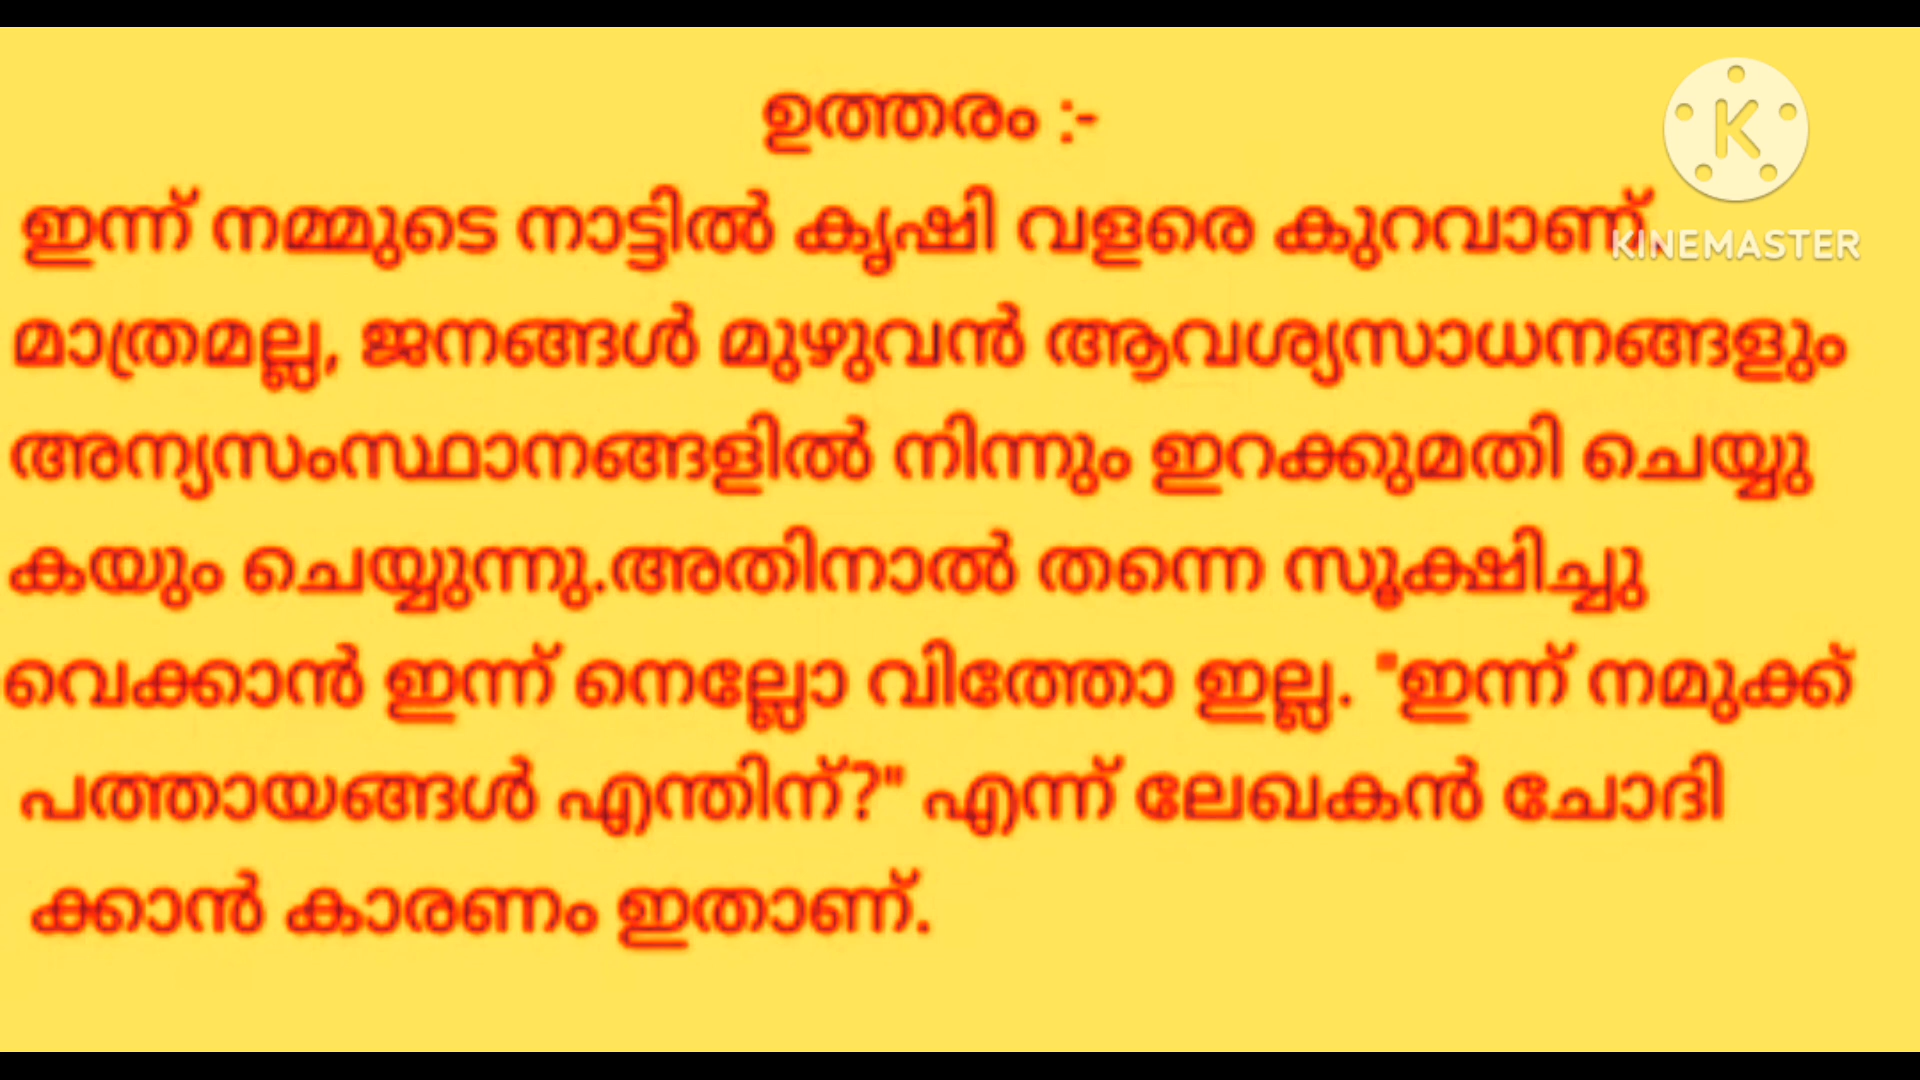 ഉത്തരം :-
ഇന്ന് നമ്മുടെ നാട്ടിൽ കൃഷി വളരെ കുറവാണ്.
മാത്രമല്ല, ജനങ്ങൾ മുഴുവൻ ആവശ്യസാധനങ്ങളും
അന്യസംസ്ഥാനങ്ങളിൽ നിന്നും ഇറക്കുമതി ചെയ്യു
കയും ചെയ്യുന്നു.അതിനാൽ തന്നെ സൂക്ഷിച്ചു
വെക്കാൻ ഇന്ന് നെല്ലോ വിത്തോ ഇല്ല. "ഇന്ന് നമുക്ക്
പത്തായങ്ങൾ എന്തിന്?" എന്ന് ലേഖകൻ ചോദി
ക്കാൻ കാരണം ഇതാണ്.
K
KINEMASTER